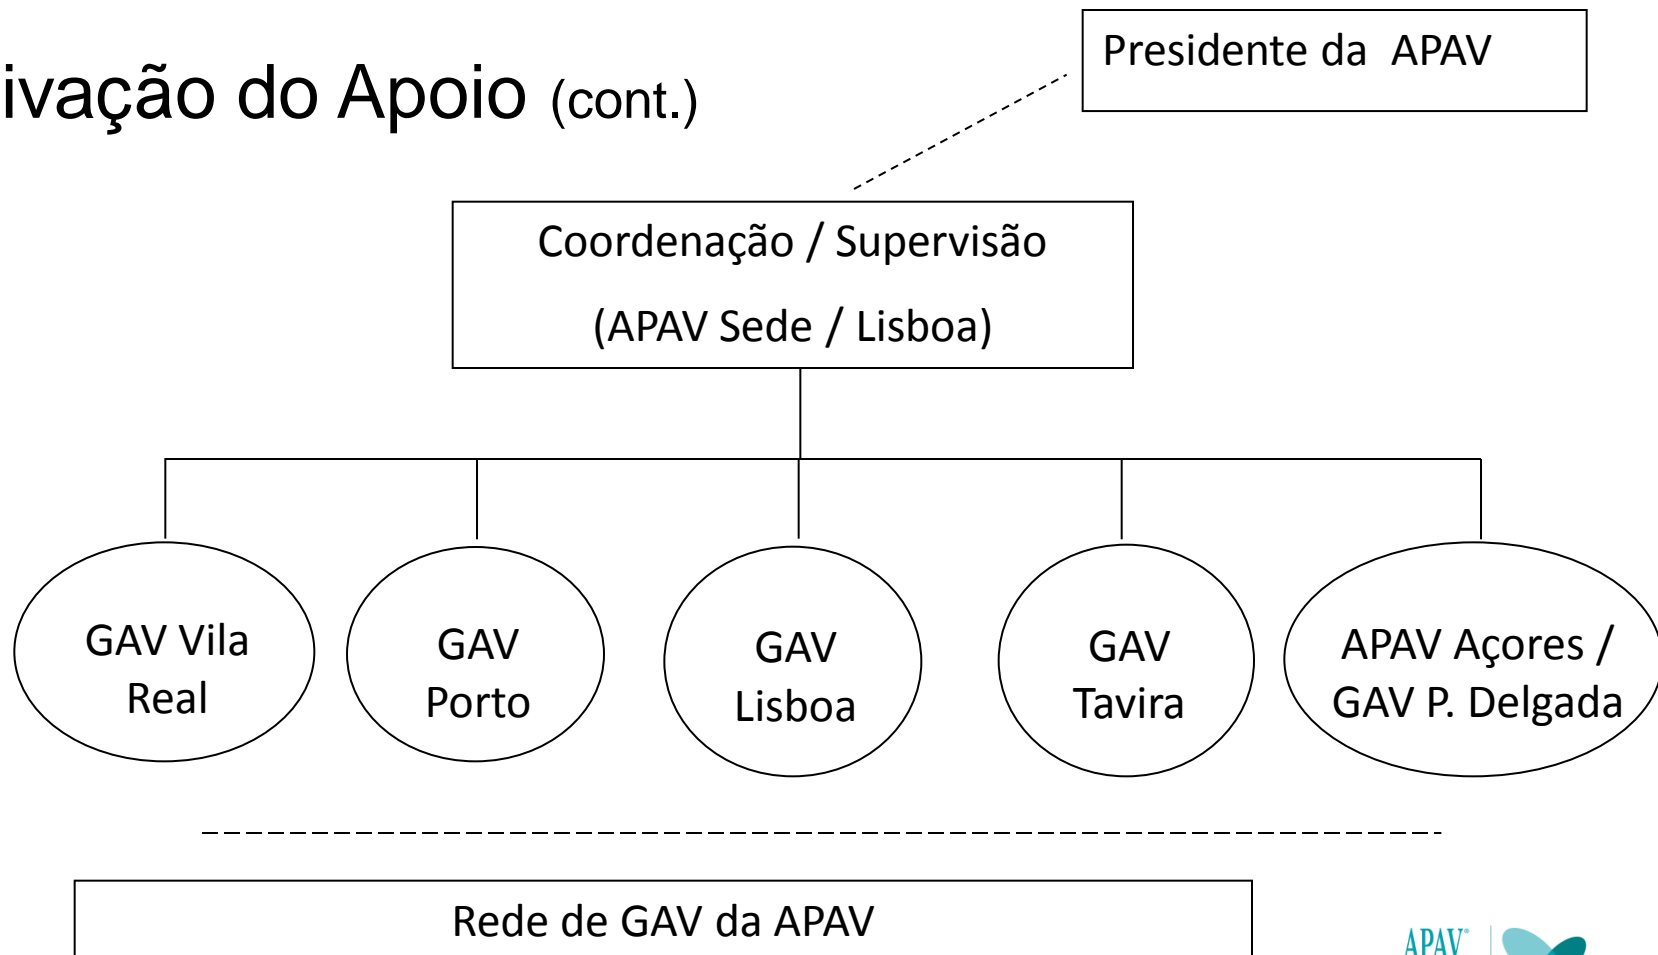 ivação do Apoio (cont.)
Presidente da APAV
Coordenação / Supervisão
(APAV Sede / Lisboa)
GAV Vila
Real
GAV
Porto
GAV
Lisboa
GAV
Tavira
APAV Açores /
GAV P. Delgada
Rede de GAV da APAV
APAV®